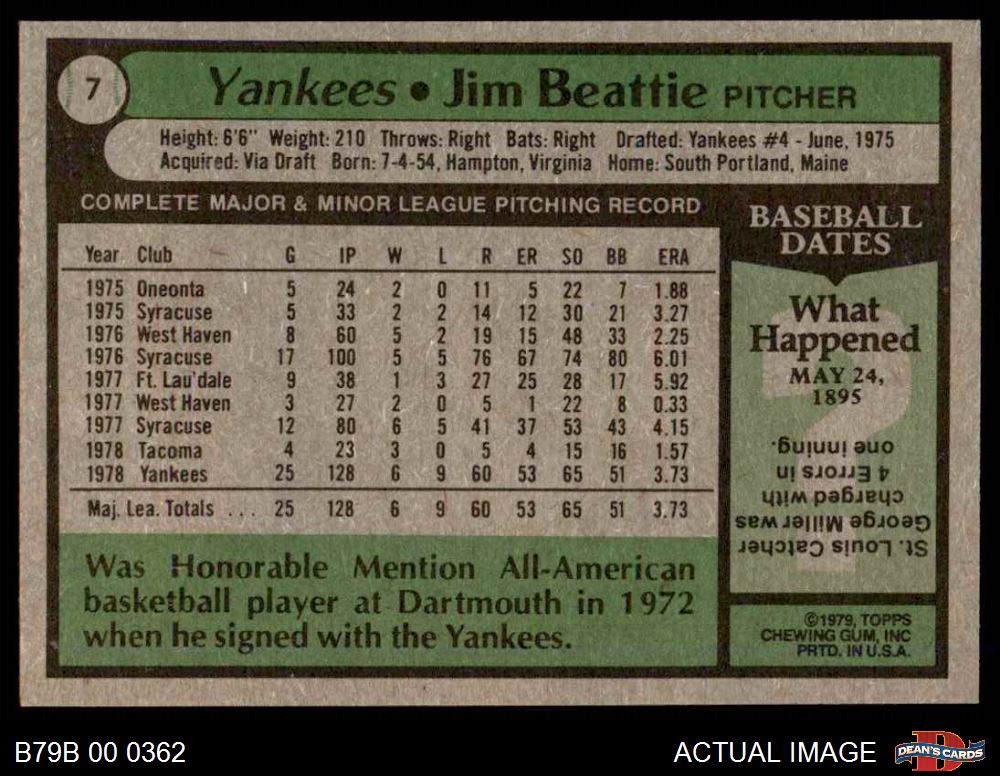 7
Yankees • Jim Beattie PITCHER
Height: 6'6" Weight: 210 Throws: Right Bats: Right Drafted: Yankees #4 - June, 1975
Acquired: Via Draft Born: 7-4-54, Hampton, Virginia Home: South Portland, Maine
COMPLETE MAJOR & MINOR LEAGUE PITCHING RECORD
Year Club G IP W L R ER SO BB ERA
1975 Oneonta 5 24 2 0 11 5 22 7 1.88
1975 Syracuse 5 33 2 2 14 12 30 21 3.27
1976 West Haven 8 60 5 2 19 15 48 33 2.25
1976 Syracuse 17 100 5 5 76 67 74 80 6.01
1977 Ft. Lau'dale 9 38 1 3 27 25 28 17 5.92
1977 West Haven 3 27 2 0 5 1 22 8 0.33
1977 Syracuse 12 80 6 5 41 37 53 43 4.15
1978 Tacoma 4 23 3 0 5 4 15 16 1.57
1978 Yankees 25 128 6 9 60 53 65 51 3.73
Maj. Lea. Totals . . . 25 128 6 9 60 53 65 51 3.73
Was Honorable Mention All-American
basketball player at Dartmouth in 1972
when he signed with the Yankees.
BASEBALL
DATES
What
Happened
MAY 24,
1895
St. Louis Catcher
George Miller was
charged with
4 Errors in
one inning.
©1979, TOPPS
CHEWING GUM, INC
PRTD. IN U.S.A.
B79B 00 0362
ACTUAL IMAGE
DEAN'S CARDS